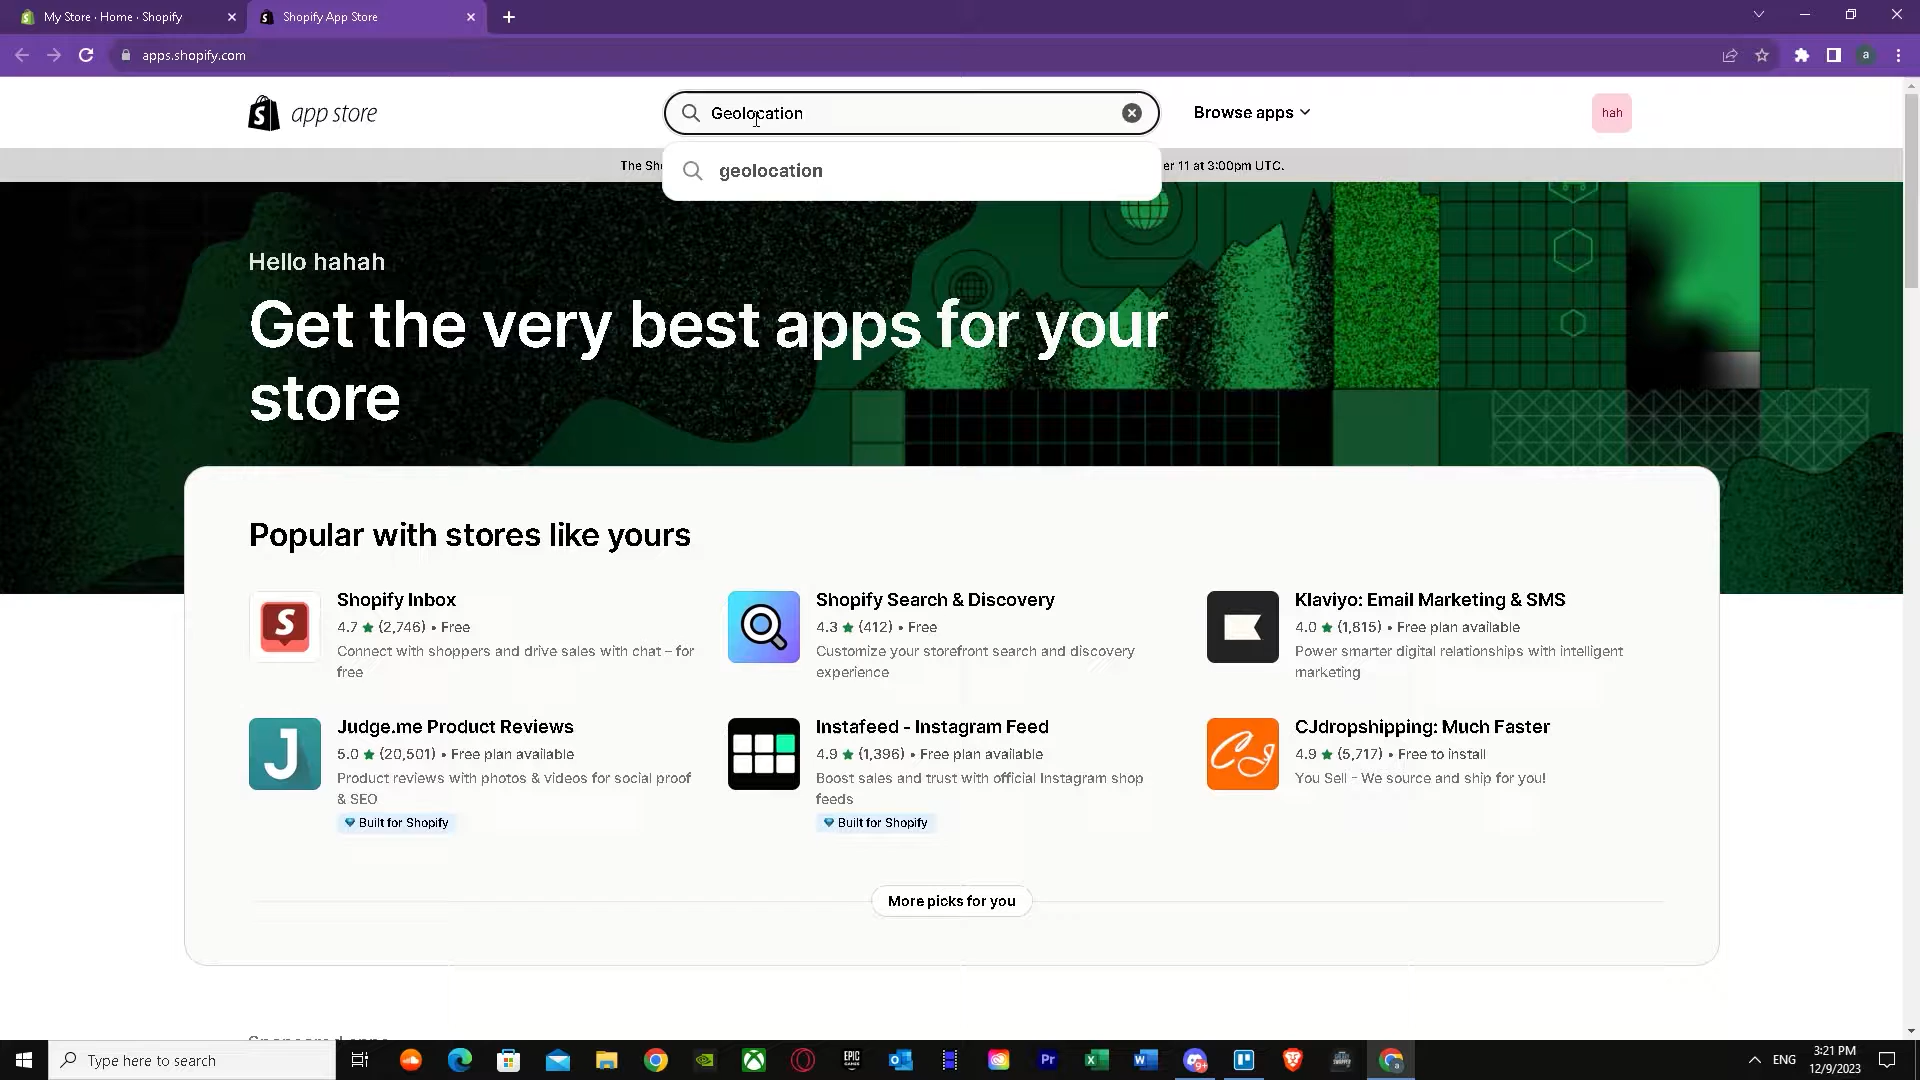 My Store · Home · Shopify
Shopify App Store
apps.shopify.com
a
app store
Geolocation
Browse apps
hah
geolocation
The Sh
er 11 at 3:00pm UTC.
Hello hahah
Get the very best apps for your
store
Popular with stores like yours
Shopify Inbox
4.7 ★ (2,746) • Free
Connect with shoppers and drive sales with chat – for
free
Shopify Search & Discovery
4.3 ★ (412) • Free
Customize your storefront search and discovery
experience
Klaviyo: Email Marketing & SMS
4.0 ★ (1,815) • Free plan available
Power smarter digital relationships with intelligent
marketing
Judge.me Product Reviews
5.0 ★ (20,501) • Free plan available
Product reviews with photos & videos for social proof
& SEO
Built for Shopify
Instafeed ‑ Instagram Feed
4.9 ★ (1,396) • Free plan available
Boost sales and trust with official Instagram shop
feeds
Built for Shopify
CJdropshipping: Much Faster
4.9 ★ (5,717) • Free to install
You Sell - We source and ship for you!
More picks for you
Type here to search
ENG
3:21 PM
12/9/2023